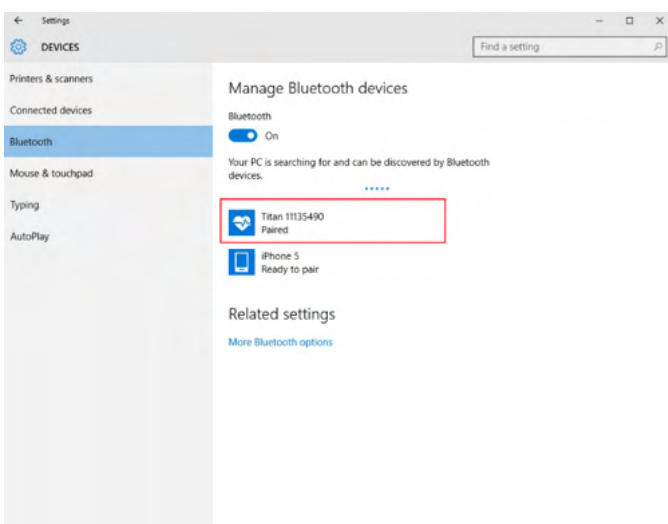 Settings
DEVICES
Find a setting
Printers & scanners
Connected devices
Bluetooth
Mouse & touchpad
Typing
AutoPlay
Manage Bluetooth devices
Bluetooth
On
Your PC is searching for and can be discovered by Bluetooth
devices.
Titan 11135490
Paired
iPhone 5
Ready to pair
Related settings
More Bluetooth options